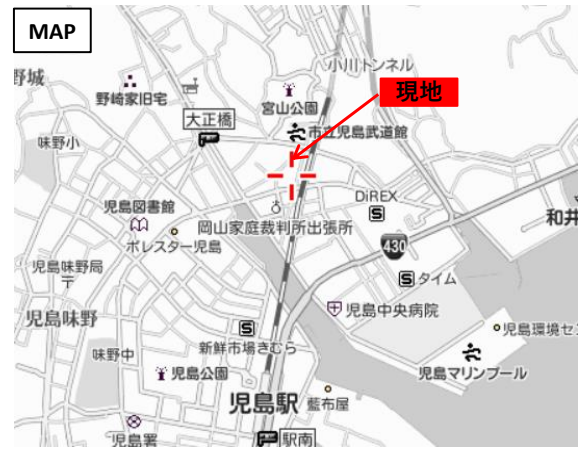 MAP
小川トンネル
野城
野崎家旧宅
宮山公園
現地
大正橋
市立児島武道館
味野小
DiREX
児島図書館
岡山家庭裁判所出張所
和井
ポレスター児島
430
児島味野局
タイム
児島中央病院
児島味野
新鮮市場きむら
児島環境セン
味野中
児島公園
児島マリンプール
児島駅
藍布屋
児島署
駅南